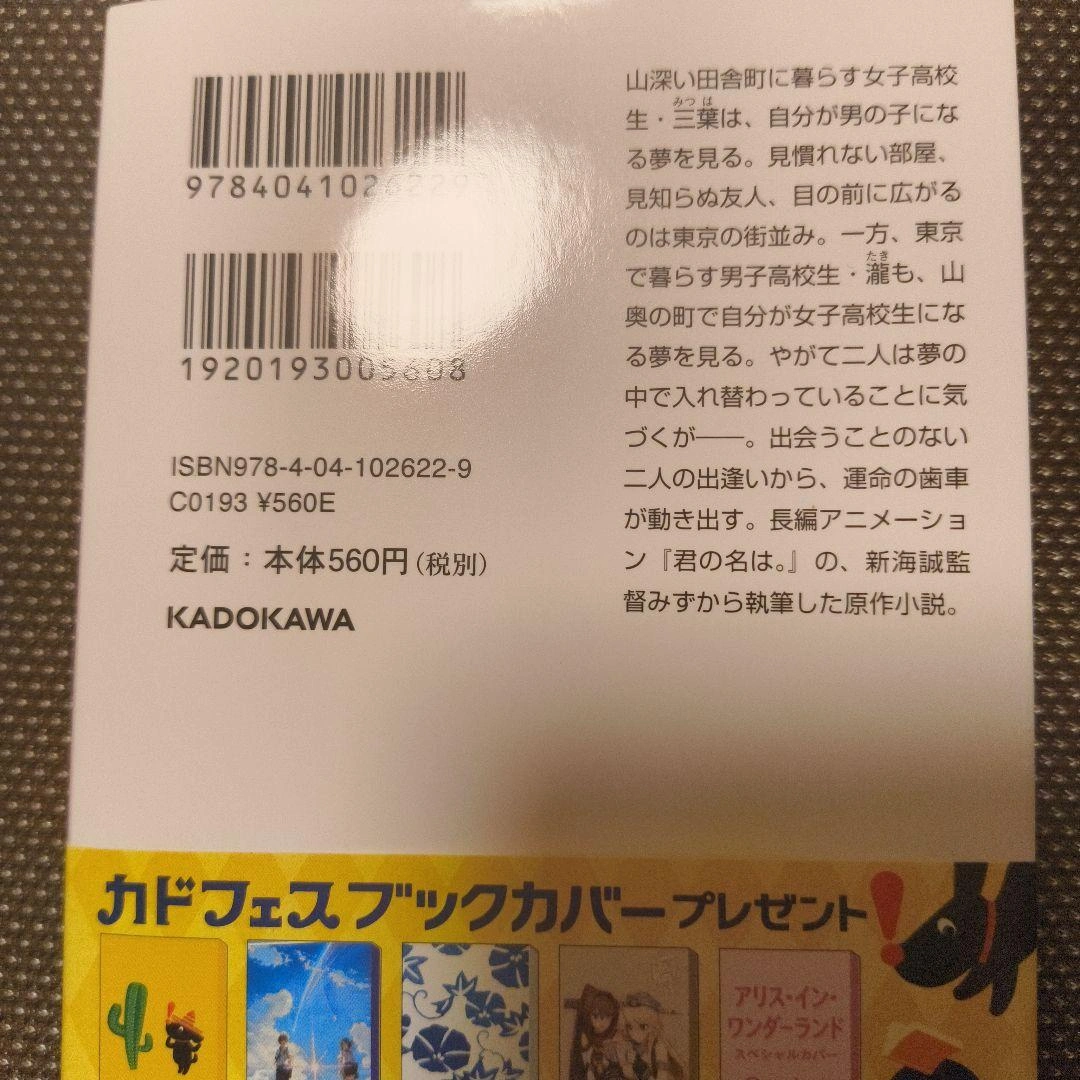 9784041026229
1920193005608
ISBN978-4-04-102622-9
C0193 ¥560E
定価：本体560円（税別）
KADOKAWA
山深い田舎町に暮らす女子高校
生・三葉は、自分が男の子にな
る夢を見る。見慣れない部屋、
見知らぬ友人、目の前に広がる
のは東京の街並み。一方、東京
で暮らす男子高校生・瀧も、山
奥の町で自分が女子高校生にな
る夢を見る。やがて二人は夢の
中で入れ替わっていることに気
づくが——。出会うことのない
二人の出逢いから、運命の歯車
が動き出す。長編アニメーショ
ン『君の名は。』の、新海誠監
督みずから執筆した原作小説。
みつは
たき
カドフェス ブックカバープレゼント!
アリス・イン・
ワンダーランド
スペシャルカバー